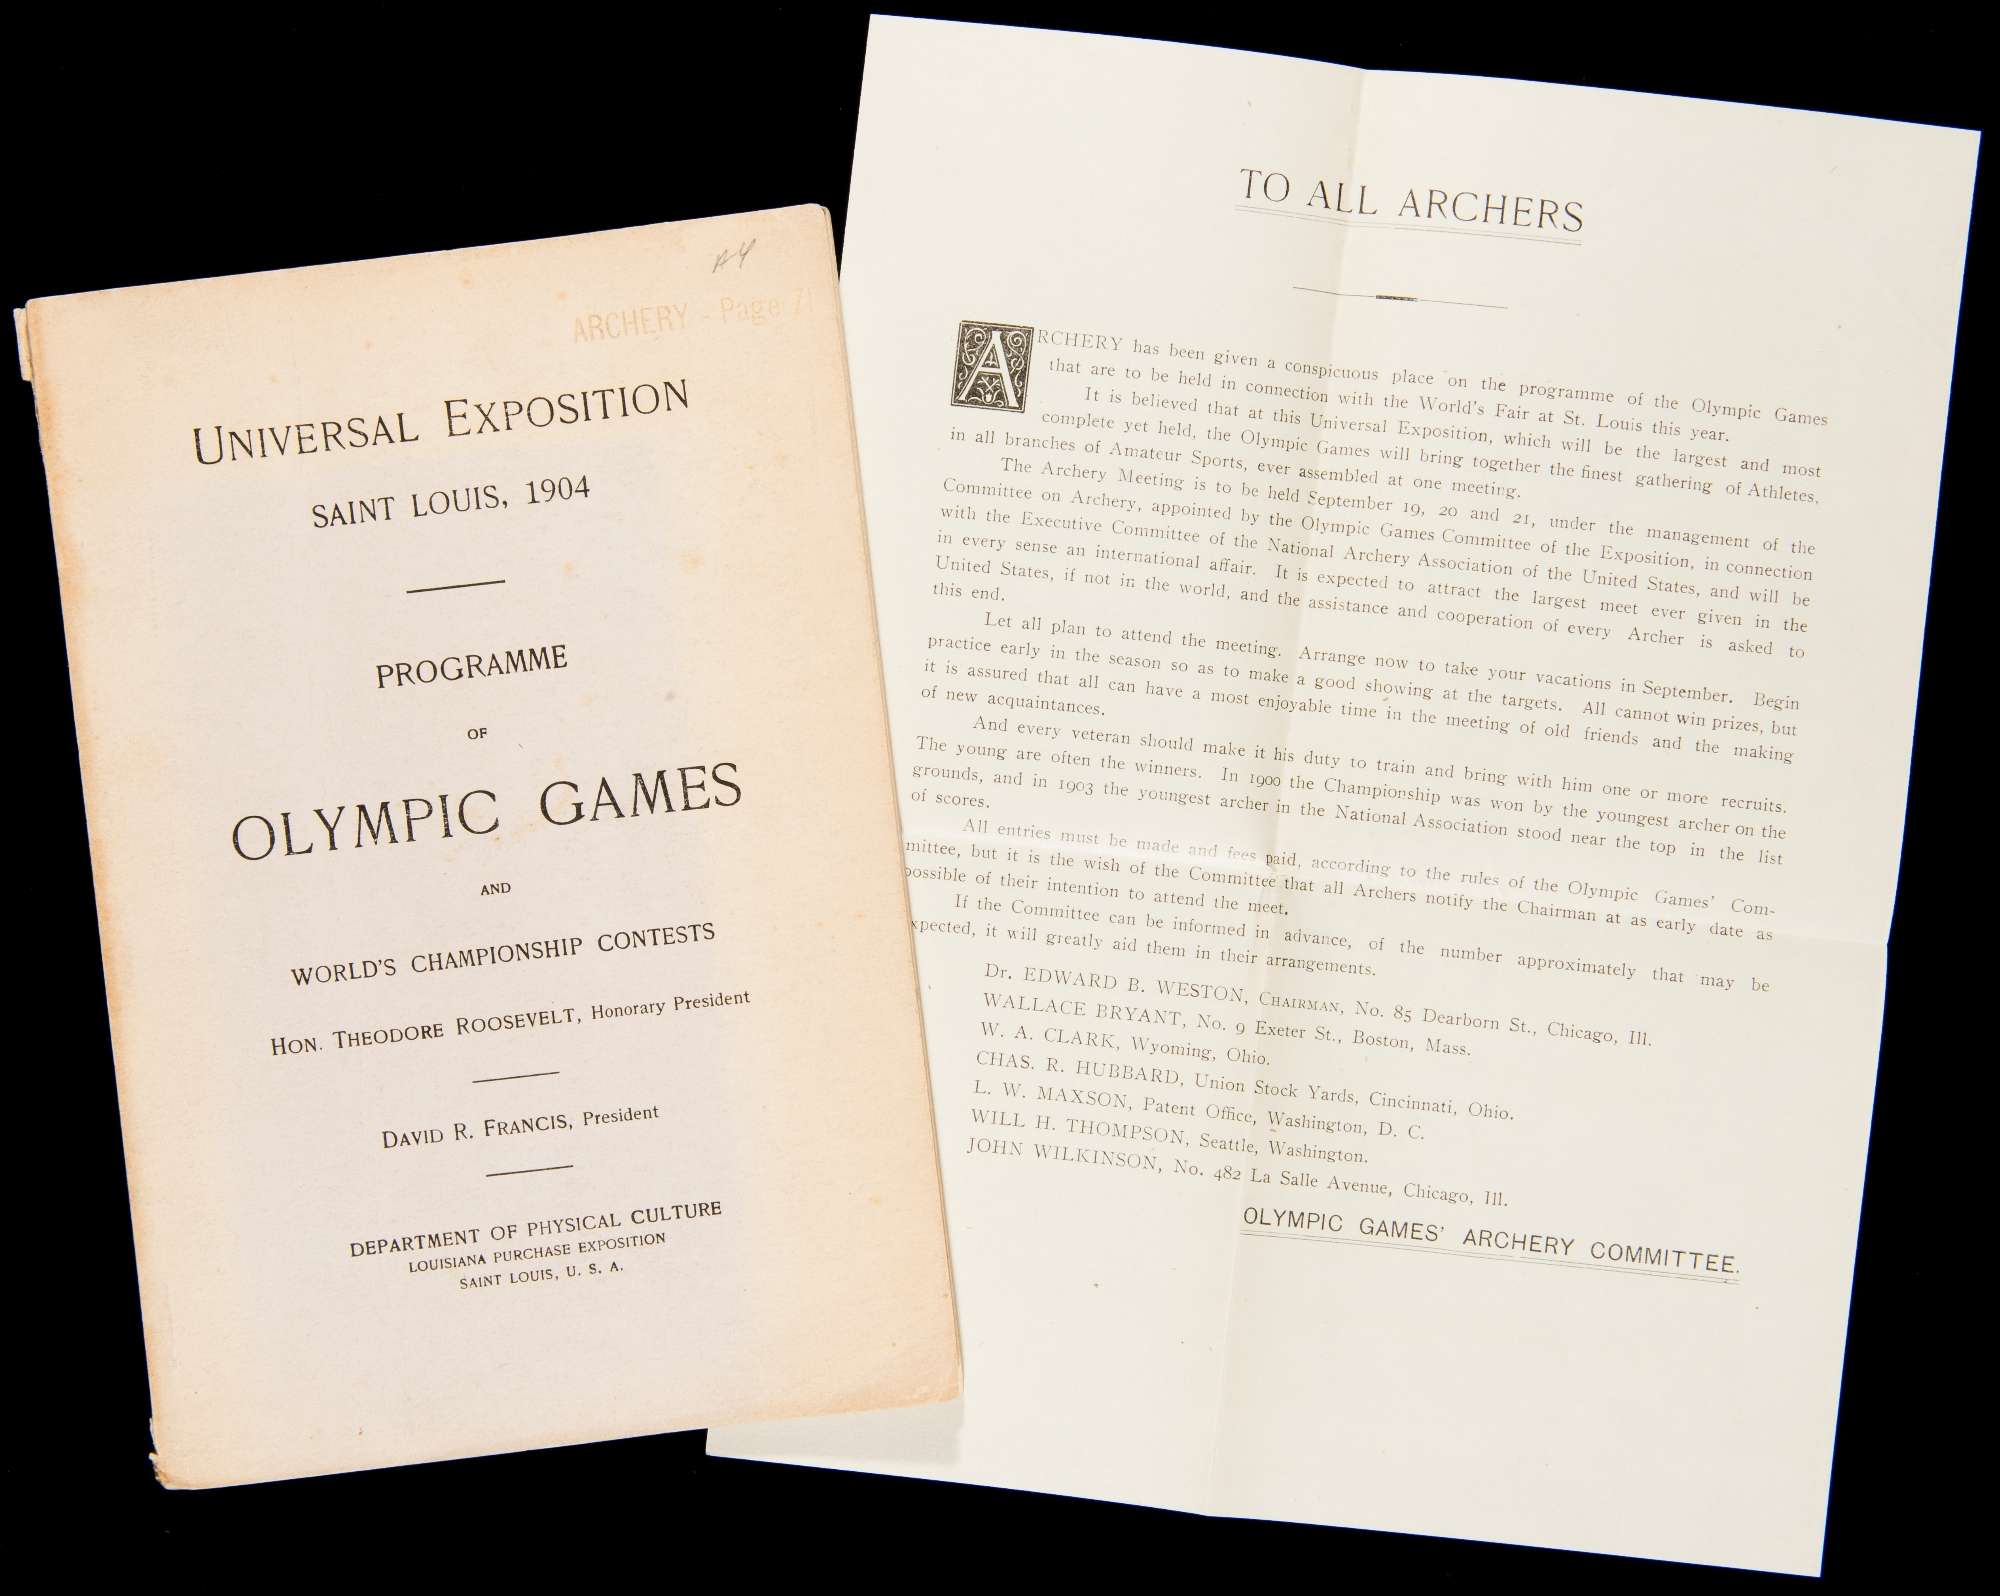 A4
ARCHERY - Page 71
UNIVERSAL EXPOSITION
SAINT LOUIS, 1904
PROGRAMME
OF
OLYMPIC GAMES
AND
WORLD'S CHAMPIONSHIP CONTESTS
HON. THEODORE ROOSEVELT, Honorary President
DAVID R. FRANCIS, President
DEPARTMENT OF PHYSICAL CULTURE
LOUISIANA PURCHASE EXPOSITION
SAINT LOUIS, U. S. A.
TO ALL ARCHERS
ARCHERY has been given a conspicuous place on the programme of the Olympic Games
that are to be held in connection with the World's Fair at St. Louis this year.
It is believed that at this Universal Exposition, which will be the largest and most
complete yet held, the Olympic Games will bring together the finest gathering of Athletes,
in all branches of Amateur Sports, ever assembled at one meeting.
The Archery Meeting is to be held September 19, 20 and 21, under the management of the
Committee on Archery, appointed by the Olympic Games Committee of the Exposition, in connection
with the Executive Committee of the National Archery Association of the United States, and will be
in every sense an international affair. It is expected to attract the largest meet ever given in the
United States, if not in the world, and the assistance and cooperation of every Archer is asked to
this end.
Let all plan to attend the meeting. Arrange now to take your vacations in September. Begin
practice early in the season so as to make a good showing at the targets. All cannot win prizes, but
it is assured that all can have a most enjoyable time in the meeting of old friends and the making
of new acquaintances.
And every veteran should make it his duty to train and bring with him one or more recruits.
The young are often the winners. In 1900 the Championship was won by the youngest archer on the
grounds, and in 1903 the youngest archer in the National Association stood near the top in the list
of scores.
All entries must be made and fees paid, according to the rules of the Olympic Games' Com-
mittee, but it is the wish of the Committee that all Archers notify the Chairman at as early date as
possible of their intention to attend the meet.
If the Committee can be informed in advance, of the number approximately that may be
xpected, it will greatly aid them in their arrangements.
Dr. EDWARD B. WESTON, CHAIRMAN, No. 85 Dearborn St., Chicago, Ill.
WALLACE BRYANT, No. 9 Exeter St., Boston, Mass.
W. A. CLARK, Wyoming, Ohio.
CHAS. R. HUBBARD, Union Stock Yards, Cincinnati, Ohio.
L. W. MAXSON, Patent Office, Washington, D. C.
WILL H. THOMPSON, Seattle, Washington.
JOHN WILKINSON, No. 482 La Salle Avenue, Chicago, Ill.
OLYMPIC GAMES' ARCHERY COMMITTEE.